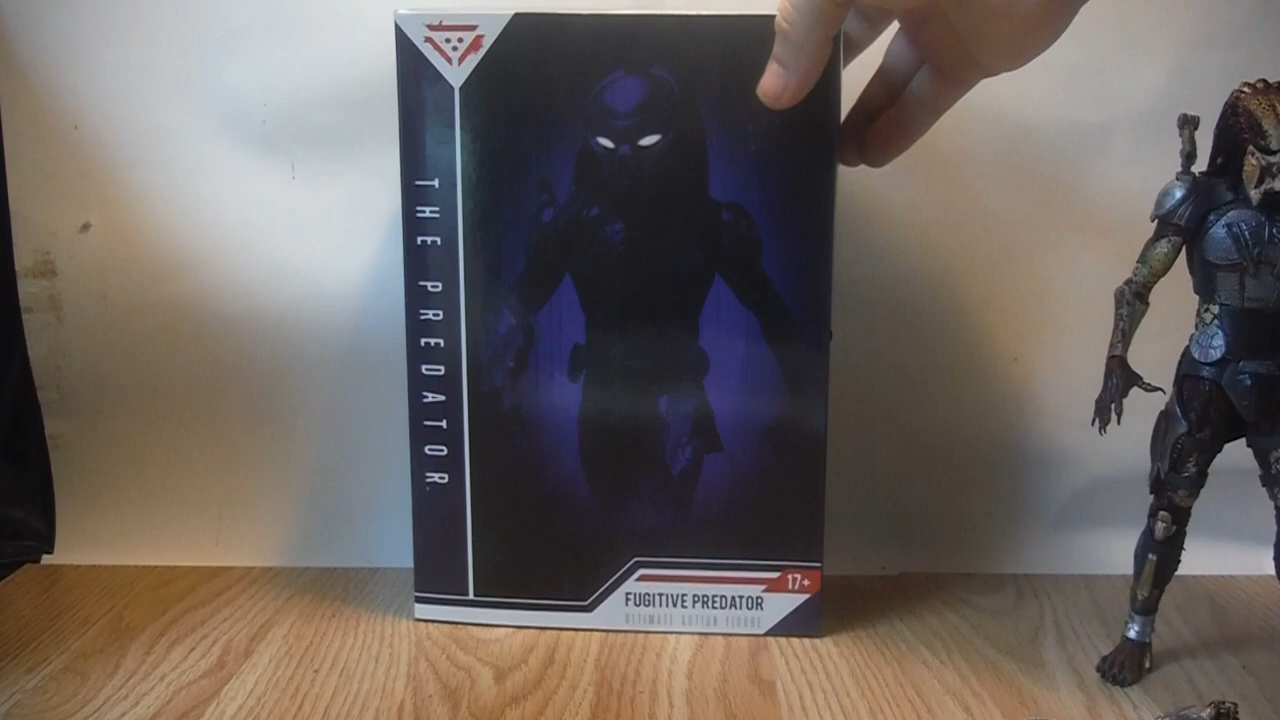 THE PREDATOR
17+
FUGITIVE PREDATOR
ULTIMATE ACTION FIGURE